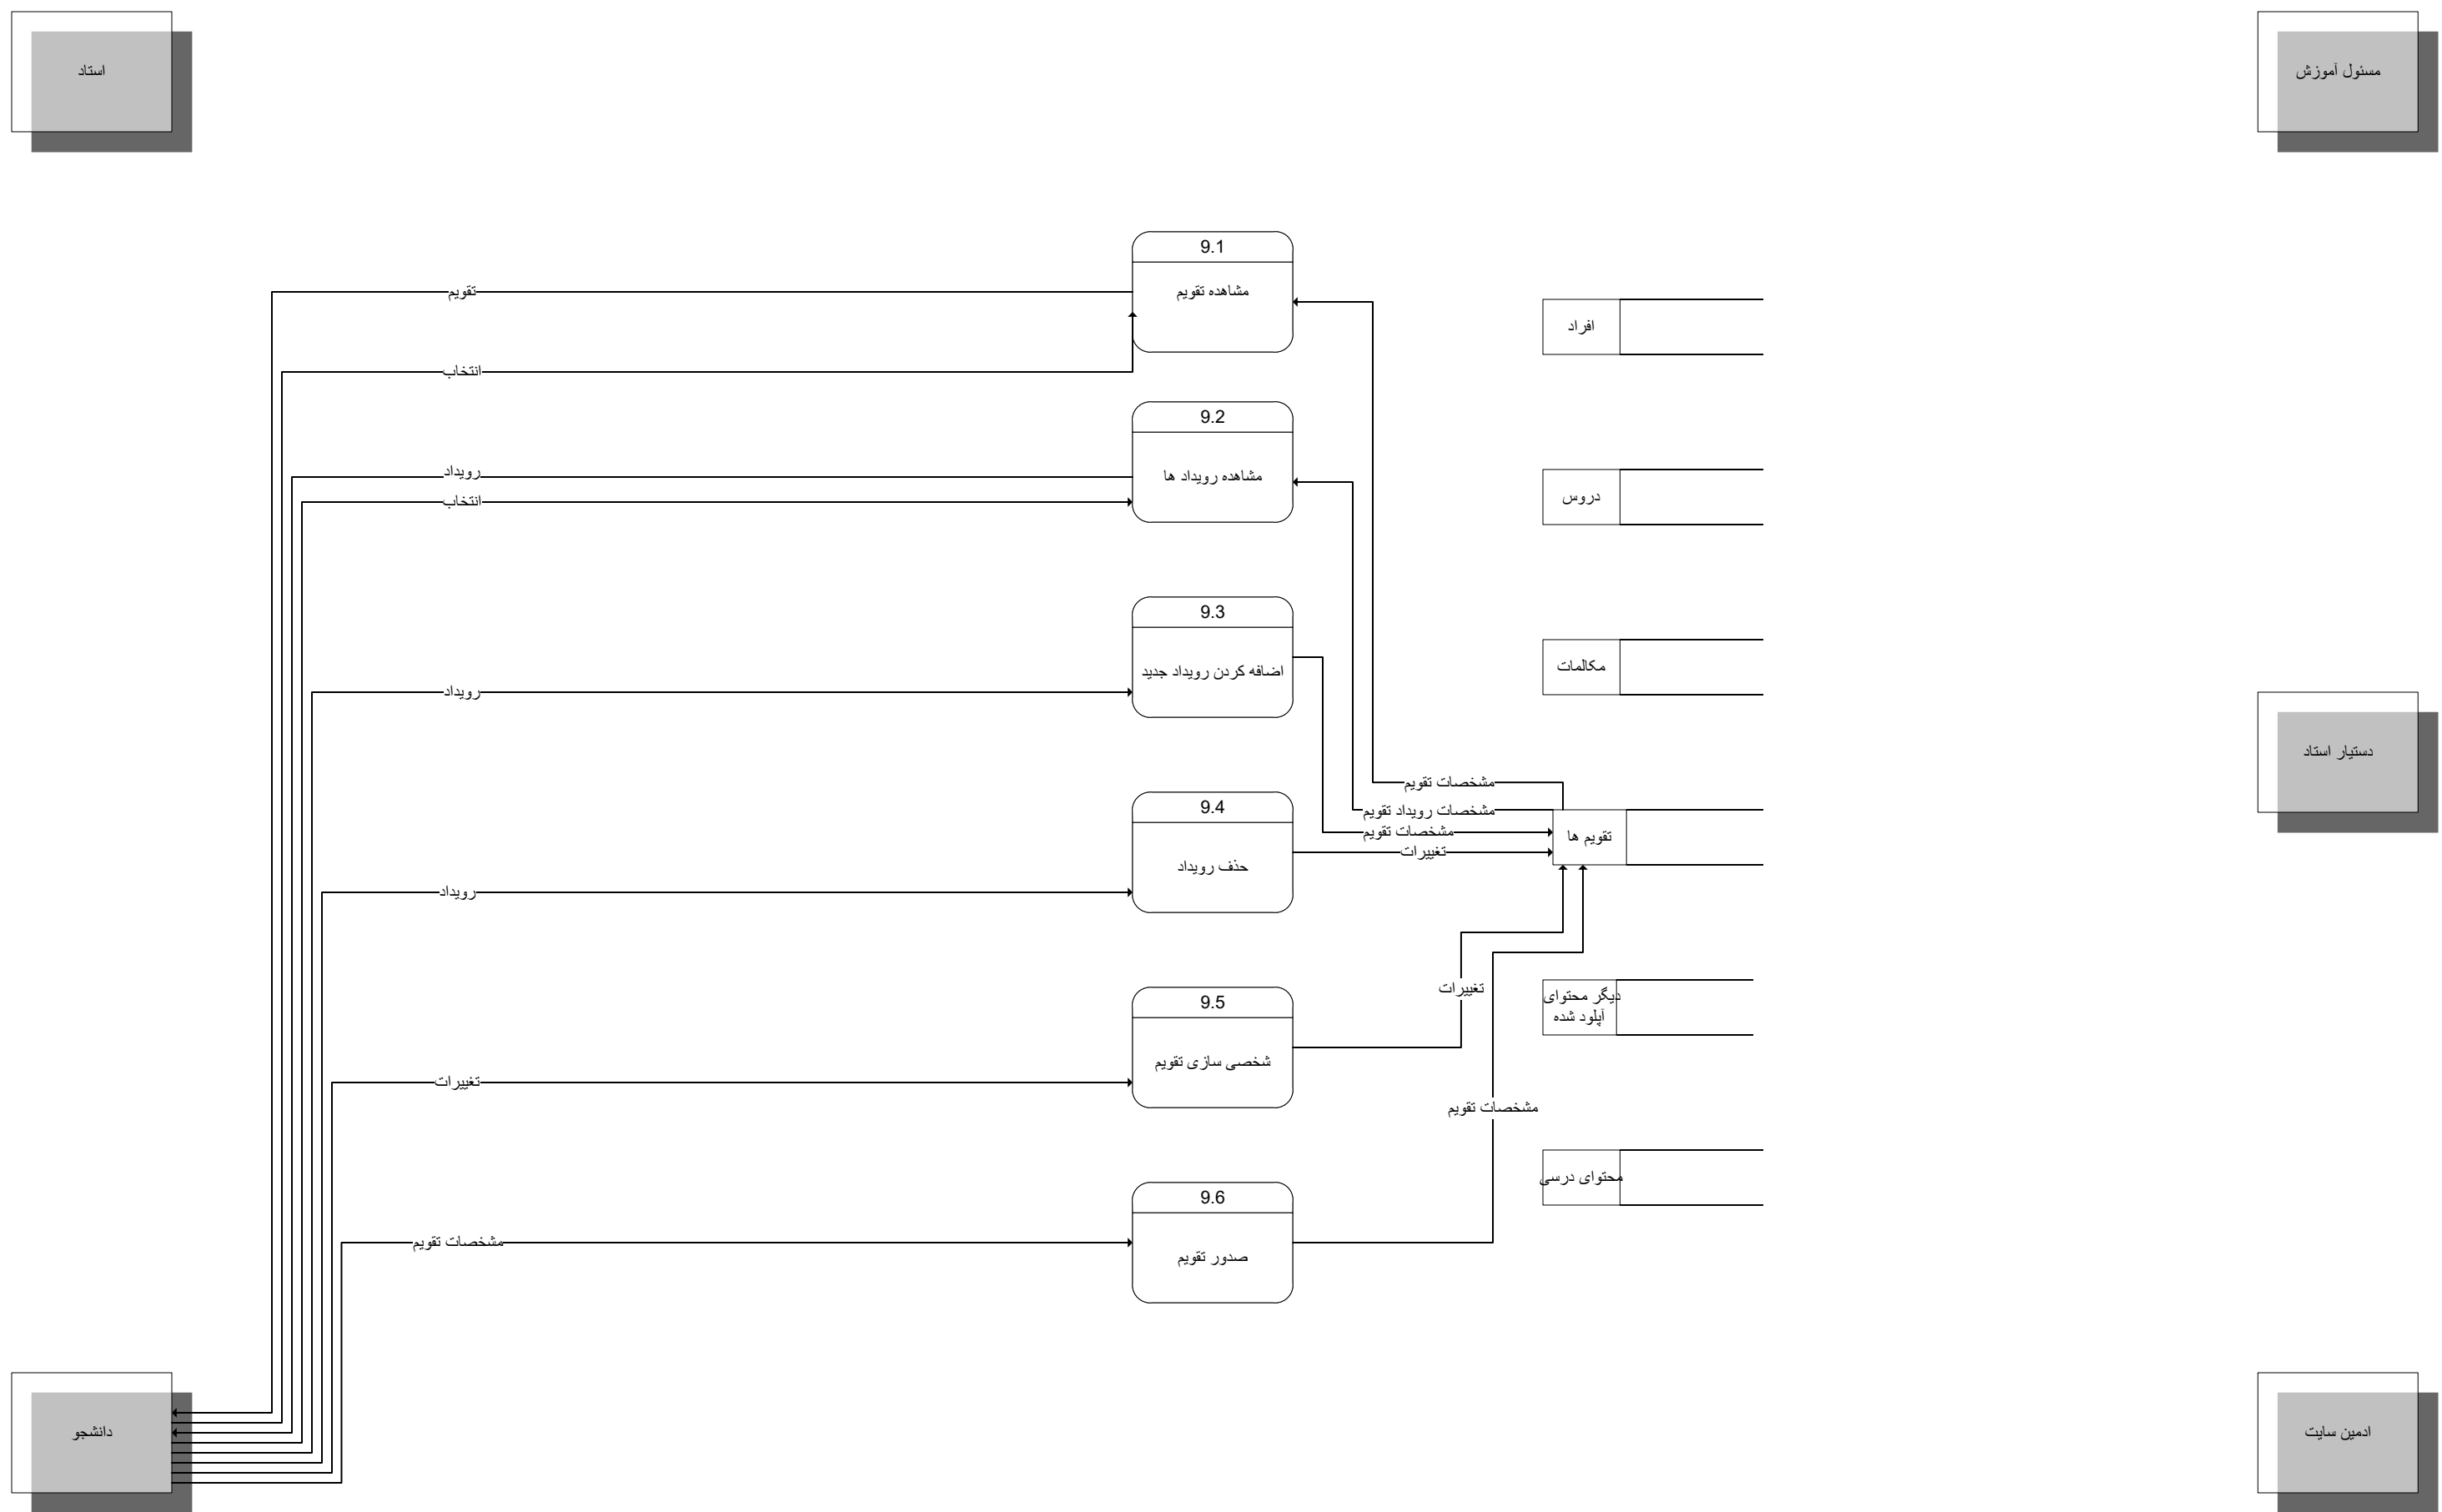 استاد
مسئول آموزش
9.1
مشاهده تقویم
تقویم
افراد
انتخاب
9.2
مشاهده رویداد ها
رویداد
انتخاب
دروس
9.3
اضافه کردن رویداد جدید
رویداد
مکالمات
دستیار استاد
مشخصات تقویم
مشخصات رویداد تقویم
مشخصات تقویم
تغییرات
تقویم ها
9.4
حذف رویداد
رویداد
تغییرات
دیگر محتوای
آپلود شده
9.5
شخصی سازی تقویم
تغییرات
مشخصات تقویم
محتوای درسی
9.6
صدور تقویم
مشخصات تقویم
دانشجو
ادمین سایت